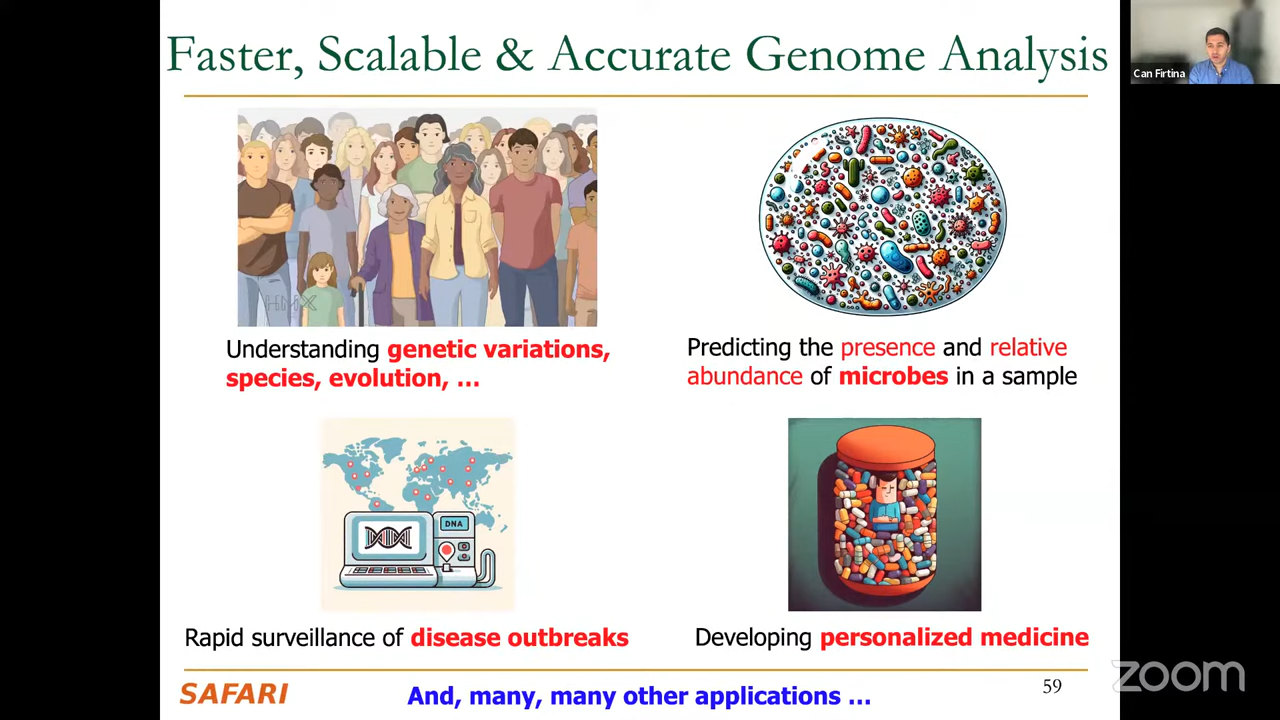 Faster, Scalable & Accurate Genome Analysis
Can Firtina
HMX
Understanding genetic variations,
species, evolution, …
Predicting the presence and relative
abundance of microbes in a sample
DNA
Rapid surveillance of disease outbreaks
Developing personalized medicine
SAFARI
And, many, many other applications …
59
zoom